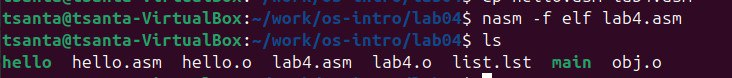 tsanta@tsanta-VirtualBox:~/work/os-intro/lab04$ nasm -f elf lab4.asm
tsanta@tsanta-VirtualBox:~/work/os-intro/lab04$ ls
hello hello.asm hello.o lab4.asm lab4.o list.lst main obj.o